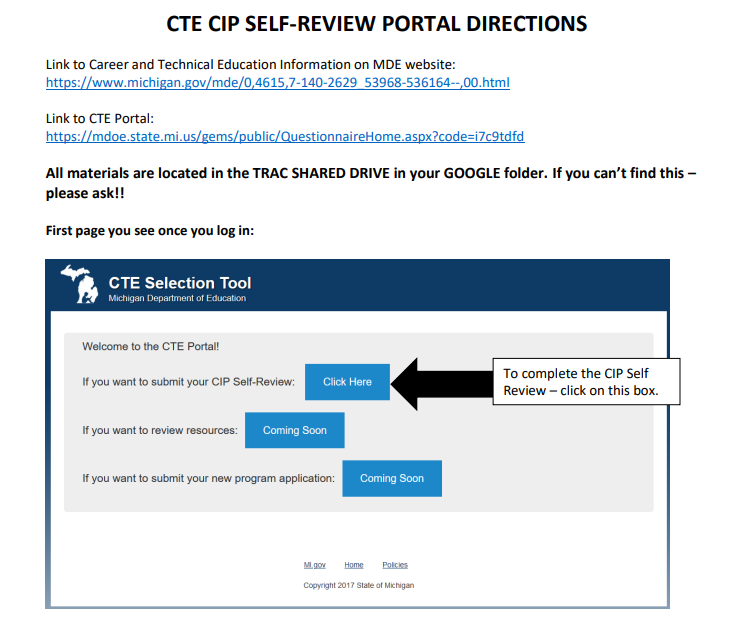 CTE CIP SELF-REVIEW PORTAL DIRECTIONS
Link to Career and Technical Education Information on MDE website:
https://www.michigan.gov/mde/0,4615,7-140-2629_53968-536164--,00.html
Link to CTE Portal:
https://mdoe.state.mi.us/gems/public/QuestionnaireHome.aspx?code=i7c9tdfd
All materials are located in the TRAC SHARED DRIVE in your GOOGLE folder. If you can’t find this –
please ask!!
First page you see once you log in:
CTE Selection Tool
Michigan Department of Education
Welcome to the CTE Portal!
If you want to submit your CIP Self-Review: Click Here
To complete the CIP Self
Review – click on this box.
If you want to review resources: Coming Soon
If you want to submit your new program application: Coming Soon
MI.gov Home Policies
Copyright 2017 State of Michigan